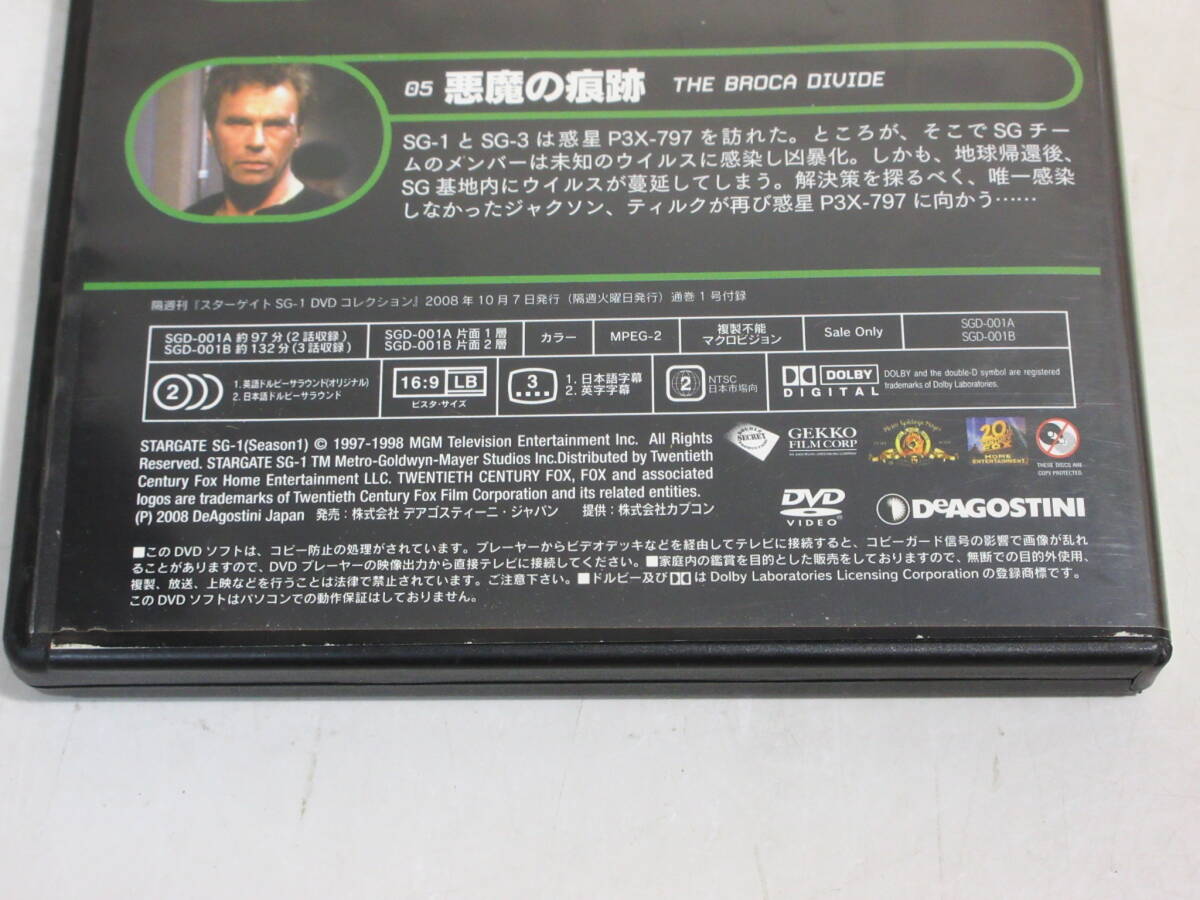 05 悪魔の痕跡 THE BROCA DIVIDE
SG-1 と SG-3 は惑星 P3X-797 を訪れた。ところが、そこで SG チー
ムのメンバーは未知のウイルスに感染し凶暴化。しかも、地球帰還後、
SG 基地内にウイルスが蔓延してしまう。解決策を探るべく、唯一感染
しなかったジャクソン、ティルクが再び惑星 P3X-797 に向かう……
隔週刊『スターゲイト SG-1 DVD コレクション』2008 年 10 月 7 日発行（隔週火曜日発行）通巻 1 号付録
SGD-001A 約 97 分（2 話収録）
SGD-001B 約 132 分（3 話収録）
SGD-001A 片面 1 層
SGD-001B 片面 2 層
カラー
MPEG-2
複製不能
マクロビジョン
Sale Only
SGD-001A
SGD-001B
2
1. 英語ドルビーサラウンド(オリジナル)
2. 日本語ドルビーサラウンド
16:9 LB
ビスタ・サイズ
3
1. 日本語字幕
2. 英字字幕
2
NTSC
日本市場向
DOLBY
DIGITAL
DOLBY and the double-D symbol are registered
trademarks of Dolby Laboratories.
STARGATE SG-1(Season1) © 1997-1998 MGM Television Entertainment Inc. All Rights
Reserved. STARGATE SG-1 TM Metro-Goldwyn-Mayer Studios Inc.Distributed by Twentieth
Century Fox Home Entertainment LLC. TWENTIETH CENTURY FOX, FOX and associated
logos are trademarks of Twentieth Century Fox Film Corporation and its related entities.
(P) 2008 DeAgostini Japan 発売：株式会社 デアゴスティーニ・ジャパン 提供：株式会社カプコン
SECRET
GEKKO
FILM CORP
20
HOME
ENTERTAINMENT
THESE DISCS ARE
COPY PROTECTED.
DVD
VIDEO
DeAGOSTINI
■この DVD ソフトは、コピー防止の処理がされています。プレーヤーからビデオデッキなどを経由してテレビに接続すると、コピーガード信号の影響で画像が乱れ
ることがありますので、DVD プレーヤーの映像出力から直接テレビに接続してください。■家庭内の鑑賞を目的とした販売をしておりますので、無断での目的外使用、
複製、放送、上映などを行うことは法律で禁止されています。ご注意下さい。■ドルビー及びは Dolby Laboratories Licensing Corporation の登録商標です。
この DVD ソフトはパソコンでの動作保証はしておりません。